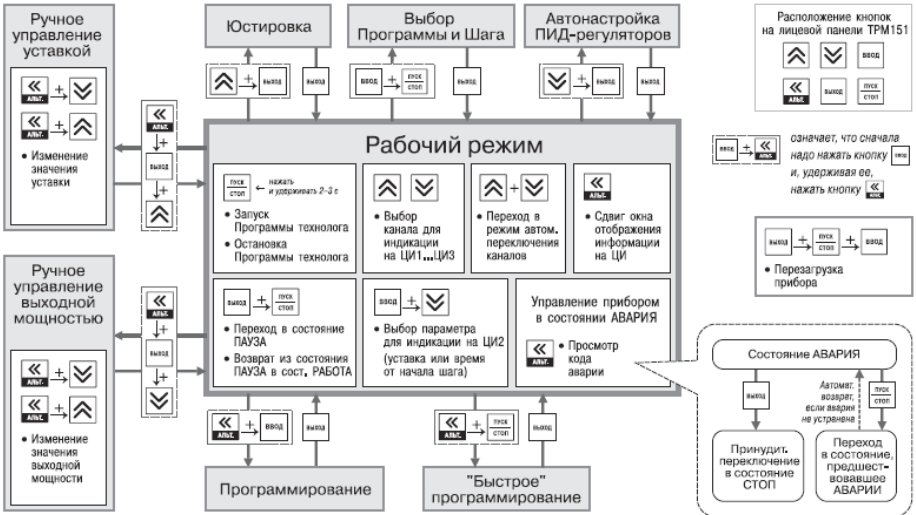 Ручное
управление
уставкой
АЛЬТ.
АЛЬТ.
• Изменение
значения
уставки
АЛЬТ.
ВЫХОД
Юстировка
ВЫХОД
ВЫХОД
Выбор
Программы и Шага
ВВОД
ПУСК
СТОП
ВЫХОД
Автонастройка
ПИД-регуляторов
ВЫХОД
ВЫХОД
Расположение кнопок
на лицевой панели ТРМ151
ВВОД
АЛЬТ.
ВЫХОД
ПУСК
СТОП
ВВОД
АЛЬТ.
означает, что сначала
надо нажать кнопку ВВОД
и, удерживая ее,
нажать кнопку АЛЬТ.
ВЫХОД
ПУСК
СТОП
ВВОД
• Перезагрузка
прибора
Рабочий режим
ПУСК
СТОП
нажать
и удерживать 2–3 с
• Запуск
Программы технолога
• Остановка
Программы технолога
• Выбор
канала для
индикации
на ЦИ1...ЦИ3
• Переход в
режим автом.
переключения
каналов
АЛЬТ.
• Сдвиг окна
отображения
информации
на ЦИ
ВЫХОД
ПУСК
СТОП
• Переход в состояние
ПАУЗА
• Возврат из состояния
ПАУЗА в сост. РАБОТА
ВВОД
• Выбор параметра
для индикации на ЦИ2
(уставка или время
от начала шага)
Управление прибором
в состоянии АВАРИЯ
АЛЬТ.
• Просмотр
кода
аварии
Ручное
управление
выходной
мощностью
АЛЬТ.
АЛЬТ.
• Изменение
значения
выходной
мощности
АЛЬТ.
ВЫХОД
АЛЬТ.
ВВОД
ВЫХОД
Программирование
АЛЬТ.
ПУСК
СТОП
ВЫХОД
"Быстрое"
программирование
Состояние АВАРИЯ
ВЫХОД
Автомат.
возврат,
если авария
не устранена
ПУСК
СТОП
Принудит.
переключение
в состояние
СТОП
Переход
в состояние,
предшест-
вовавшее
АВАРИИ